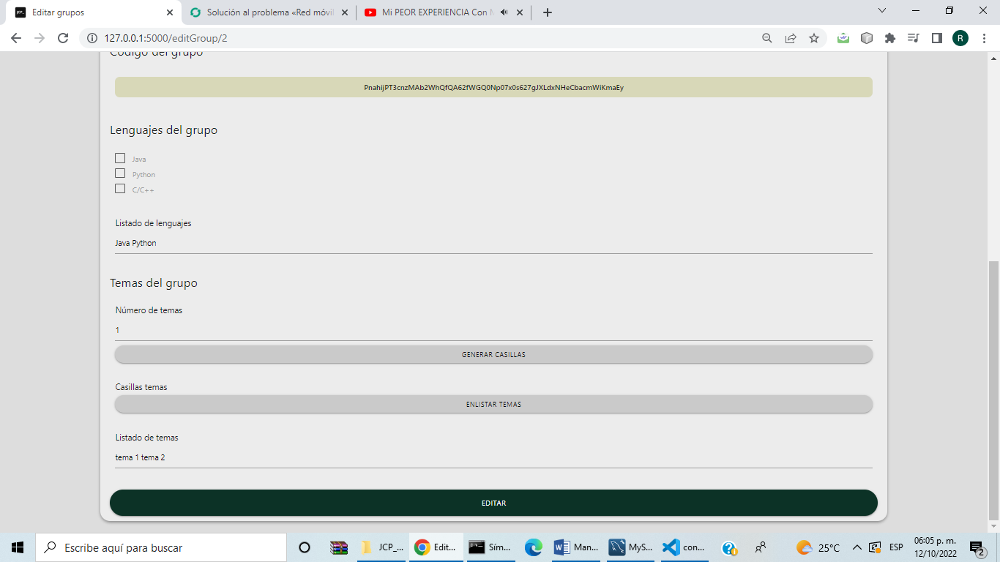 Editar grupos
Solución al problema «Red móvil
Mi PEOR EXPERIENCIA Con
127.0.0.1:5000/editGroup/2
R
Código del grupo
PnahijPT3cnzMAb2WhQfQA62fWGQ0Np07x0s627gJXLdxNHeCbacmWiKmaEy
Lenguajes del grupo
Java
Python
C/C++
Listado de lenguajes
Java Python
Temas del grupo
Número de temas
1
GENERAR CASILLAS
Casillas temas
ENLISTAR TEMAS
Listado de temas
tema 1 tema 2
EDITAR
Escribe aquí para buscar
JCP_...
Edit...
Sím...
Man...
MyS...
con...
25°C
ESP
06:05 p. m.
12/10/2022
2